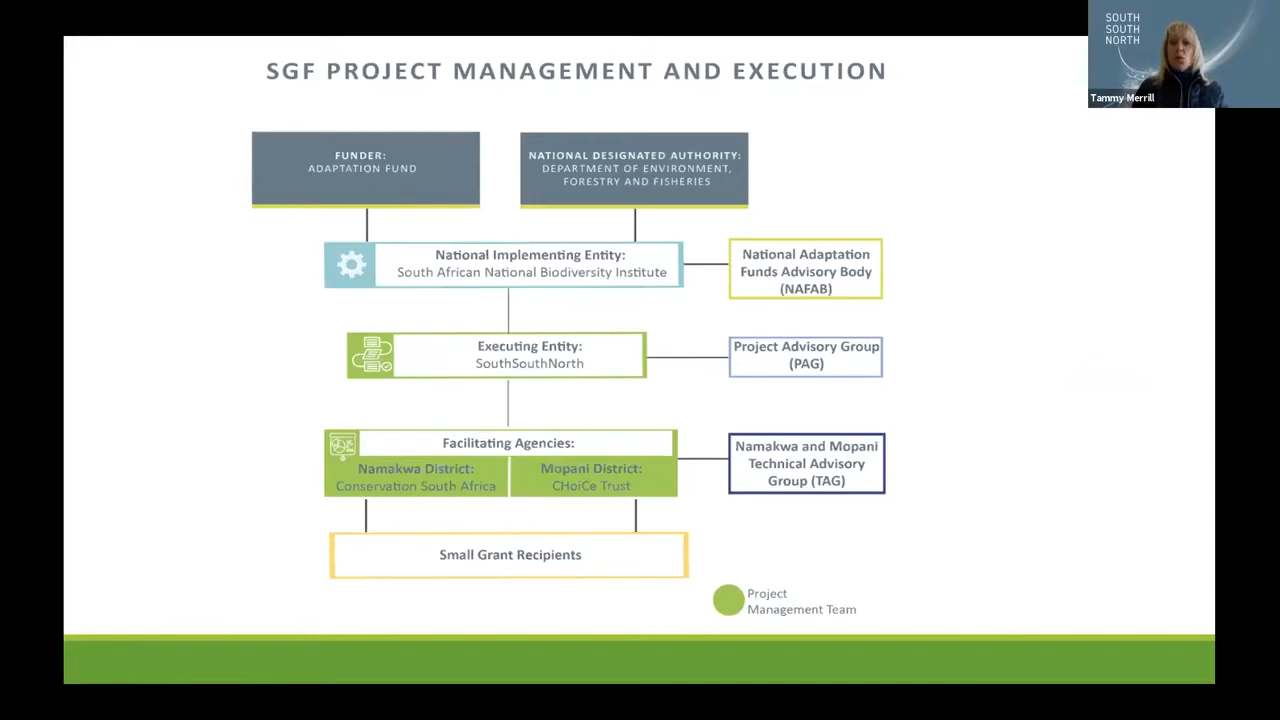 SOUTH
SOUTH
NORTH
Tammy Merrill
SGF PROJECT MANAGEMENT AND EXECUTION
FUNDER:
ADAPTATION FUND
NATIONAL DESIGNATED AUTHORITY:
DEPARTMENT OF ENVIRONMENT,
FORESTRY AND FISHERIES
National Implementing Entity:
South African National Biodiversity Institute
National Adaptation
Funds Advisory Body
(NAFAB)
Executing Entity:
SouthSouthNorth
Project Advisory Group
(PAG)
Facilitating Agencies:
Namakwa District:
Conservation South Africa
Mopani District:
CHoiCe Trust
Namakwa and Mopani
Technical Advisory
Group (TAG)
Small Grant Recipients
Project
Management Team